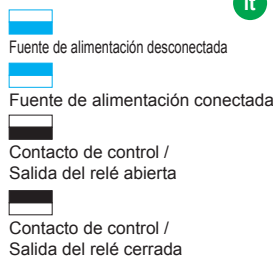 it
Fuente de alimentación desconectada
Fuente de alimentación conectada
Contacto de control /
Salida del relé abierta
Contacto de control /
Salida del relé cerrada